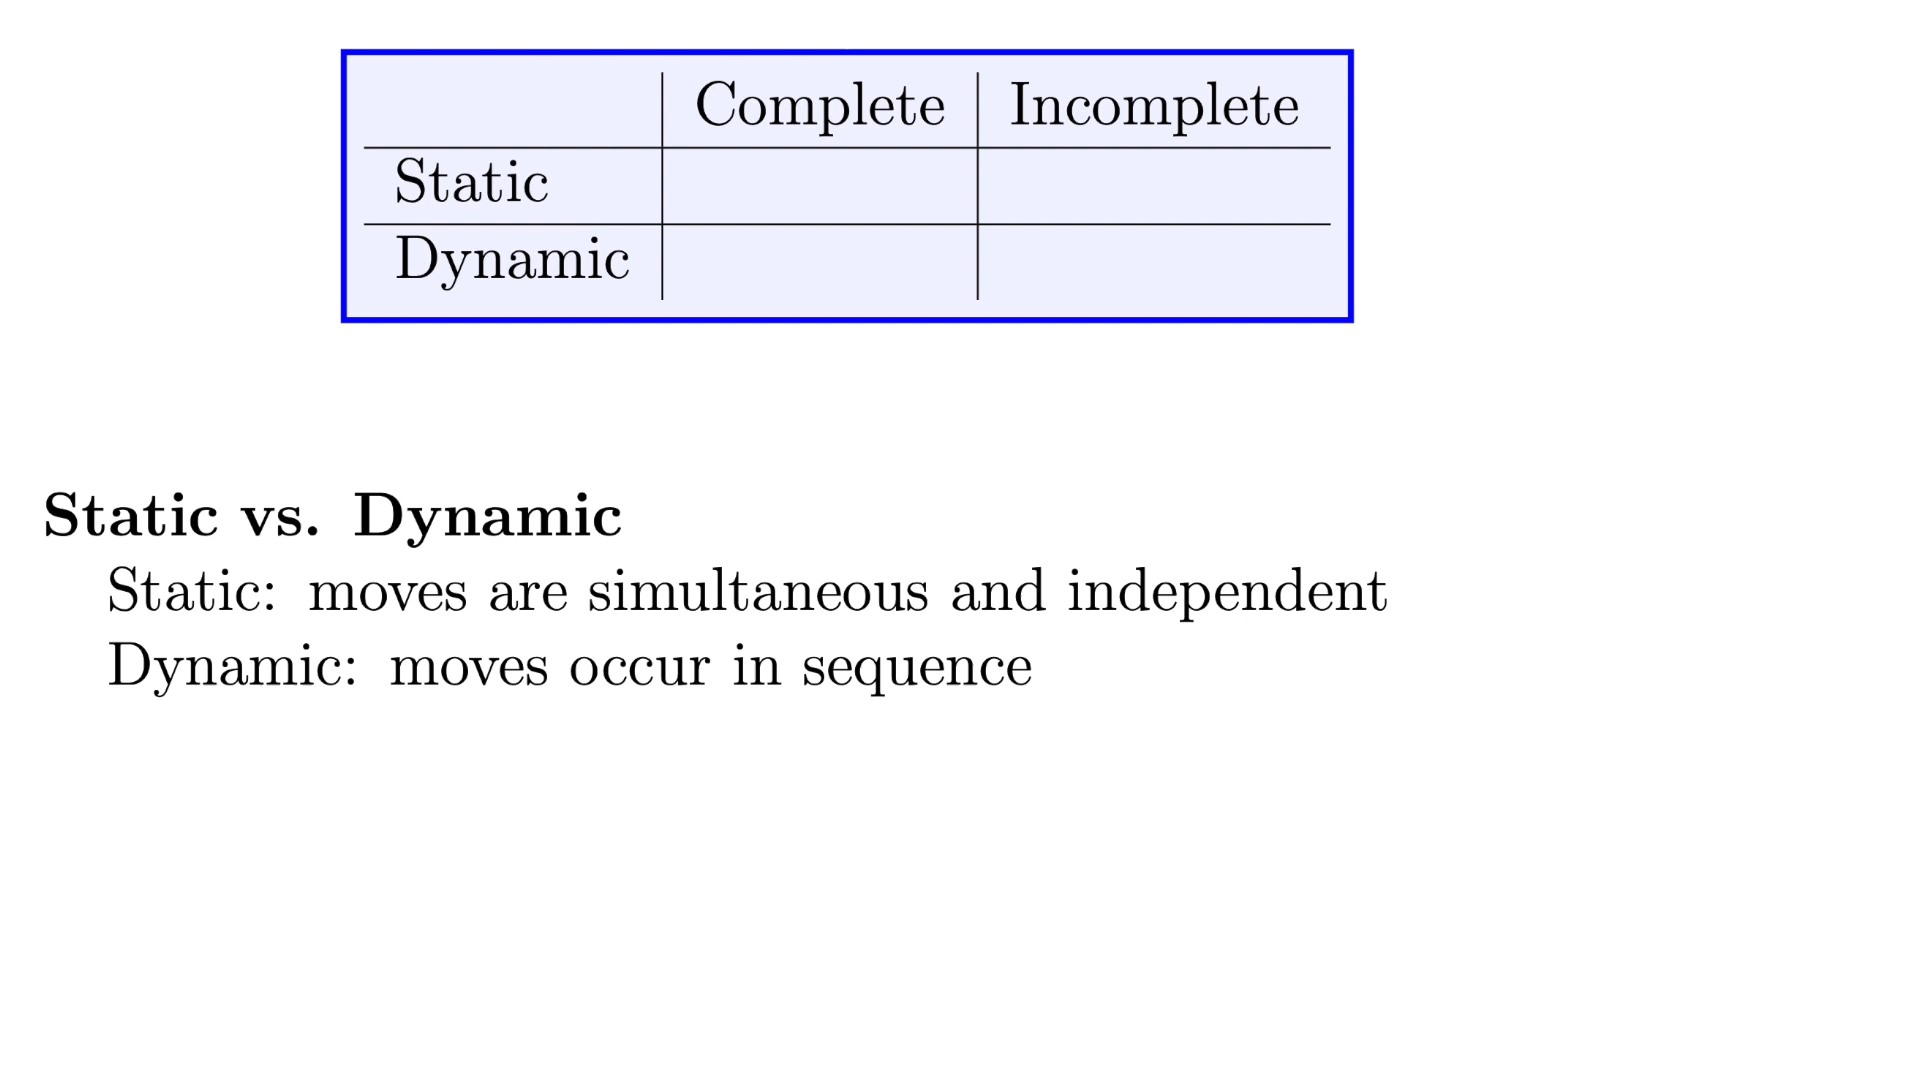 Complete Incomplete
Static
Dynamic
Static vs. Dynamic
Static: moves are simultaneous and independent
Dynamic: moves occur in sequence